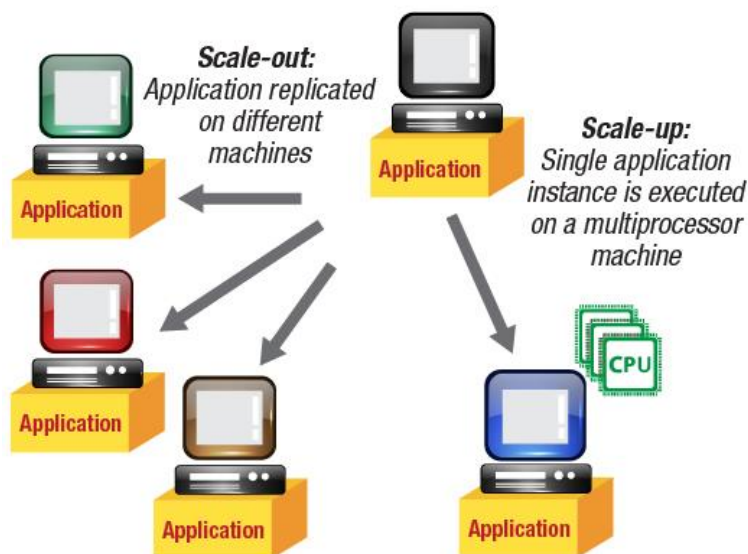 Scale-out:
Application replicated
on different
machines
Application
Scale-up:
Single application
instance is executed
on a multiprocessor
machine
Application
Application
CPU
Application
Application